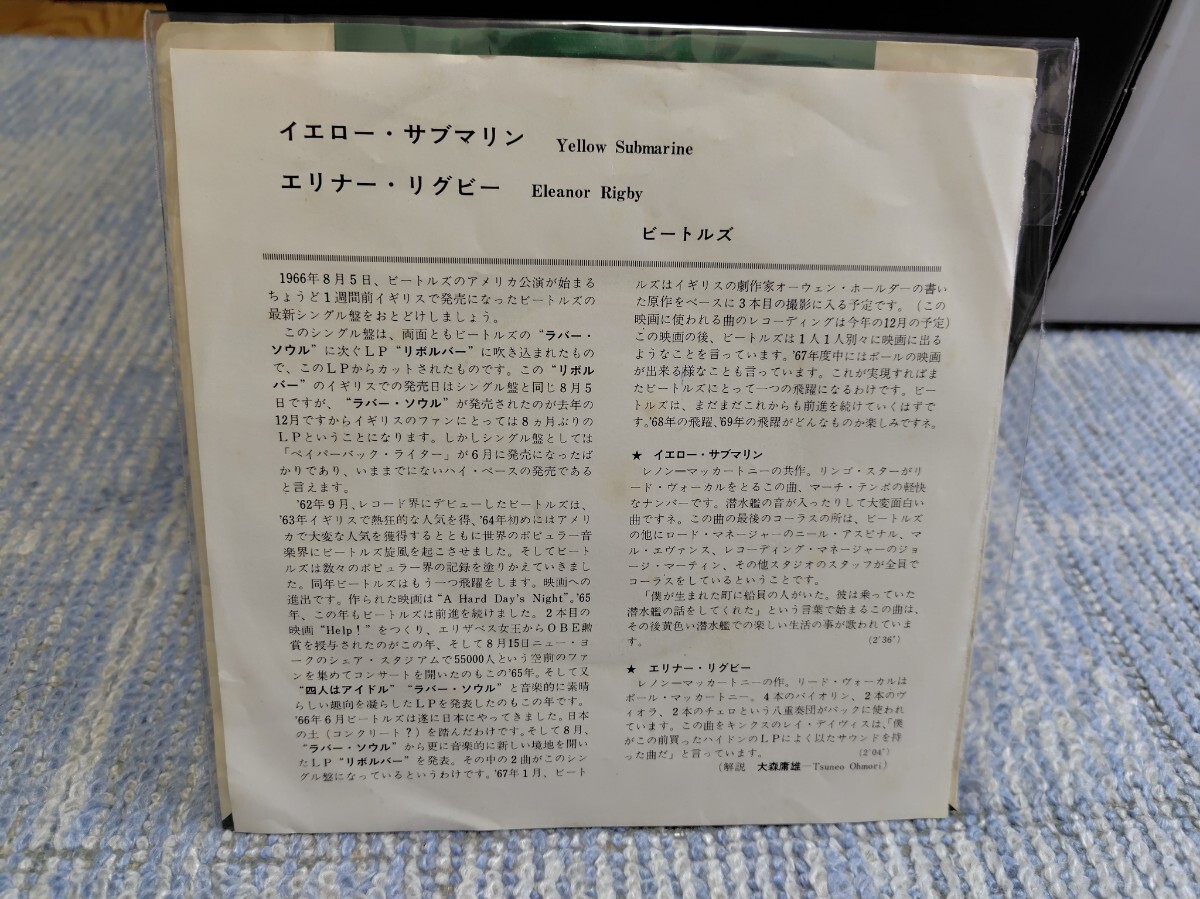 イエロー・サブマリン Yellow Submarine
エリナー・リグビー Eleanor Rigby
ビートルズ
1966年8月5日、ビートルズのアメリカ公演が始まる
ちょうど1週間前イギリスで発売になったビートルズの
最新シングル盤をおとどけしましょう。
このシングル盤は、両面ともビートルズの“ラバー・
ソウル”に次ぐLP“リボルバー”に吹き込まれたもの
で、このLPからカットされたものです。この“リボル
バー”のイギリスでの発売日はシングル盤と同じ8月5
日ですが、“ラバー・ソウル”が発売されたのが去年の
12月ですからイギリスのファンにとっては8ヵ月ぶりの
LPということになります。しかしシングル盤としては
「ペイパーバック・ライター」が6月に発売になったば
かりであり、いままでにないハイ・ペースの発売である
と言えます。
'62年9月、レコード界にデビューしたビートルズは、
'63年イギリスで熱狂的な人気を得、'64年初めにはアメリ
カで大変な人気を獲得するとともに世界のポピュラー音
楽界にビートルズ旋風を起こさせました。そしてビート
ルズは数々のポピュラー界の記録を塗りかえていきまし
た。同年ビートルズはもう一つ飛躍をします。映画への
進出です。作られた映画は“A Hard Day's Night”。'65
年、この年もビートルズは前進を続けました。2本目の
映画“Help!”をつくり、エリザベス女王からOBE勲
賞を授与されたのがこの年、そして8月15日ニュー・ヨ
ークのシェア・スタジアムで55000人という空前のファ
ンを集めてコンサートを開いたのもこの'65年。そして又
“四人はアイドル”“ラバー・ソウル”と音楽的に素晴
らしい趣向を凝らしたLPを発表したのもこの年です。
'66年6月ビートルズは遂に日本にやってきました。日本
の土（コンクリート？）を踏んだわけです。そして8月、
“ラバー・ソウル”から更に音楽的に新しい境地を開い
たLP“リボルバー”を発表。その中の2曲がこのシン
グル盤になっているというわけです。'67年1月、ビート
ルズはイギリスの劇作家オーウェン・ホールダーの書い
た原作をベースに3本目の撮影に入る予定です。（この
映画に使われる曲のレコーディングは今年の12月の予定）
この映画の後、ビートルズは1人1人別々に映画に出る
ようなことを言っています。'67年度中にはポールの映画
が出来る様なことも言っています。これが実現すればま
たビートルズにとって一つの飛躍になるわけです。ビー
トルズは、まだまだこれからも前進を続けていくはずで
す。'68年の飛躍、'69年の飛躍がどんなものか楽しみですネ。
★ イエロー・サブマリン
レノン―マッカートニーの共作。リンゴ・スターがリ
ード・ヴォーカルをとるこの曲、マーチ・テンポの軽快
なナンバーです。潜水艦の音が入ったりして大変面白い
曲ですネ。この曲の最後のコーラスの所は、ビートルズ
の他にロード・マネージャーのニール・アスピナル、マ
ル・エヴァンス、レコーディング・マネージャーのジョ
ージ・マーティン、その他スタジオのスタッフが全員で
コーラスをしているということです。
「僕が生まれた町に船員の人がいた。彼は乗っていた
潜水艦の話をしてくれた」という言葉で始まるこの曲は、
その後黄色い潜水艦での楽しい生活の事が歌われていま
す。 (2'36")
★ エリナー・リグビー
レノン―マッカートニーの作。リード・ヴォーカルは
ポール・マッカートニー。4本のバイオリン、2本のヴ
ィオラ、2本のチェロという八重奏団がバックに使われ
ています。この曲をキンクスのレイ・デイヴィスは、「僕
がこの前買ったハイドンのLPによく以たサウンドを持
った曲だ」と言っています。 (2'04")
（解説 大森庸雄―Tsuneo Ohmori）